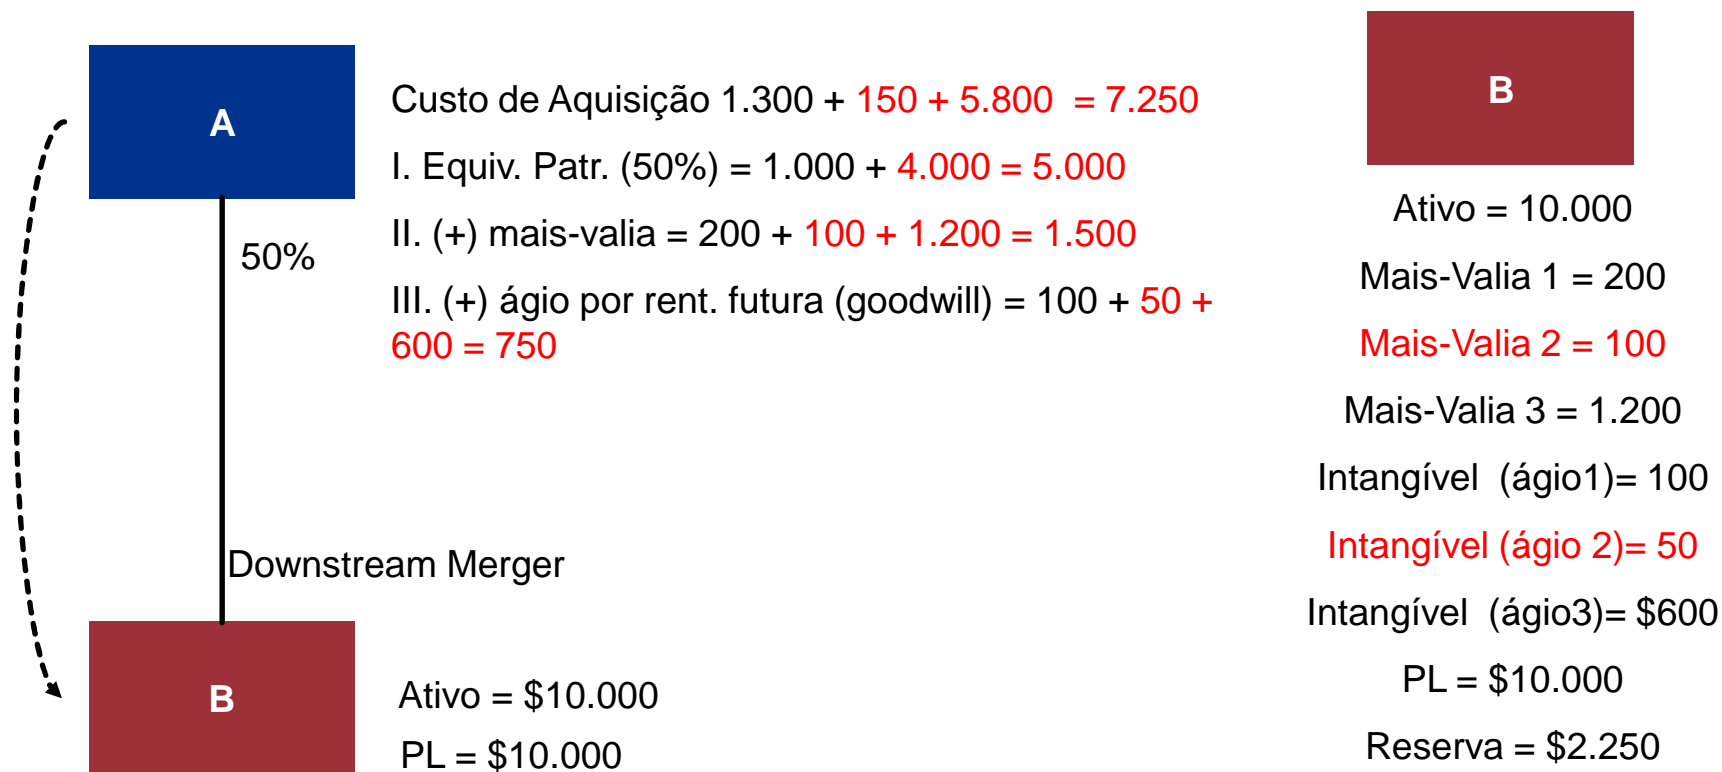 A
Custo de Aquisição 1.300 + 150 + 5.800 = 7.250
I. Equiv. Patr. (50%) = 1.000 + 4.000 = 5.000
II. (+) mais-valia = 200 + 100 + 1.200 = 1.500
III. (+) ágio por rent. futura (goodwill) = 100 + 50 +
600 = 750
50%
Downstream Merger
B
Ativo = $10.000
PL = $10.000
B
Ativo = 10.000
Mais-Valia 1 = 200
Mais-Valia 2 = 100
Mais-Valia 3 = 1.200
Intangível (ágio1)= 100
Intangível (ágio 2)= 50
Intangível (ágio3)= $600
PL = $10.000
Reserva = $2.250